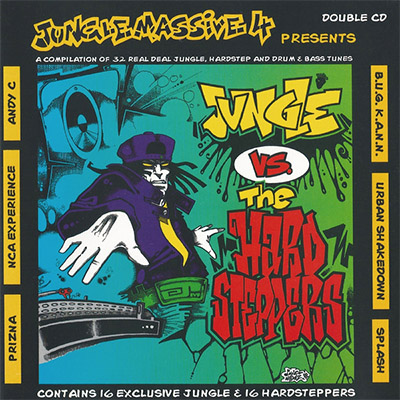 JUNGLE MASSIVE 4
DOUBLE CD
PRESENTS
A COMPILATION OF 32 REAL DEAL JUNGLE, HARDSTEP AND DRUM & BASS TUNES
ANDY C
NCA EXPERIENCE
PRIZNA
JUNGLE
VS.
The
HARD
STEPPERS
B.U.G. K.A.N.N.
URBAN SHAKEDOWN
SPLASH
CONTAINS 16 EXCLUSIVE JUNGLE & 16 HARDSTEPPERS